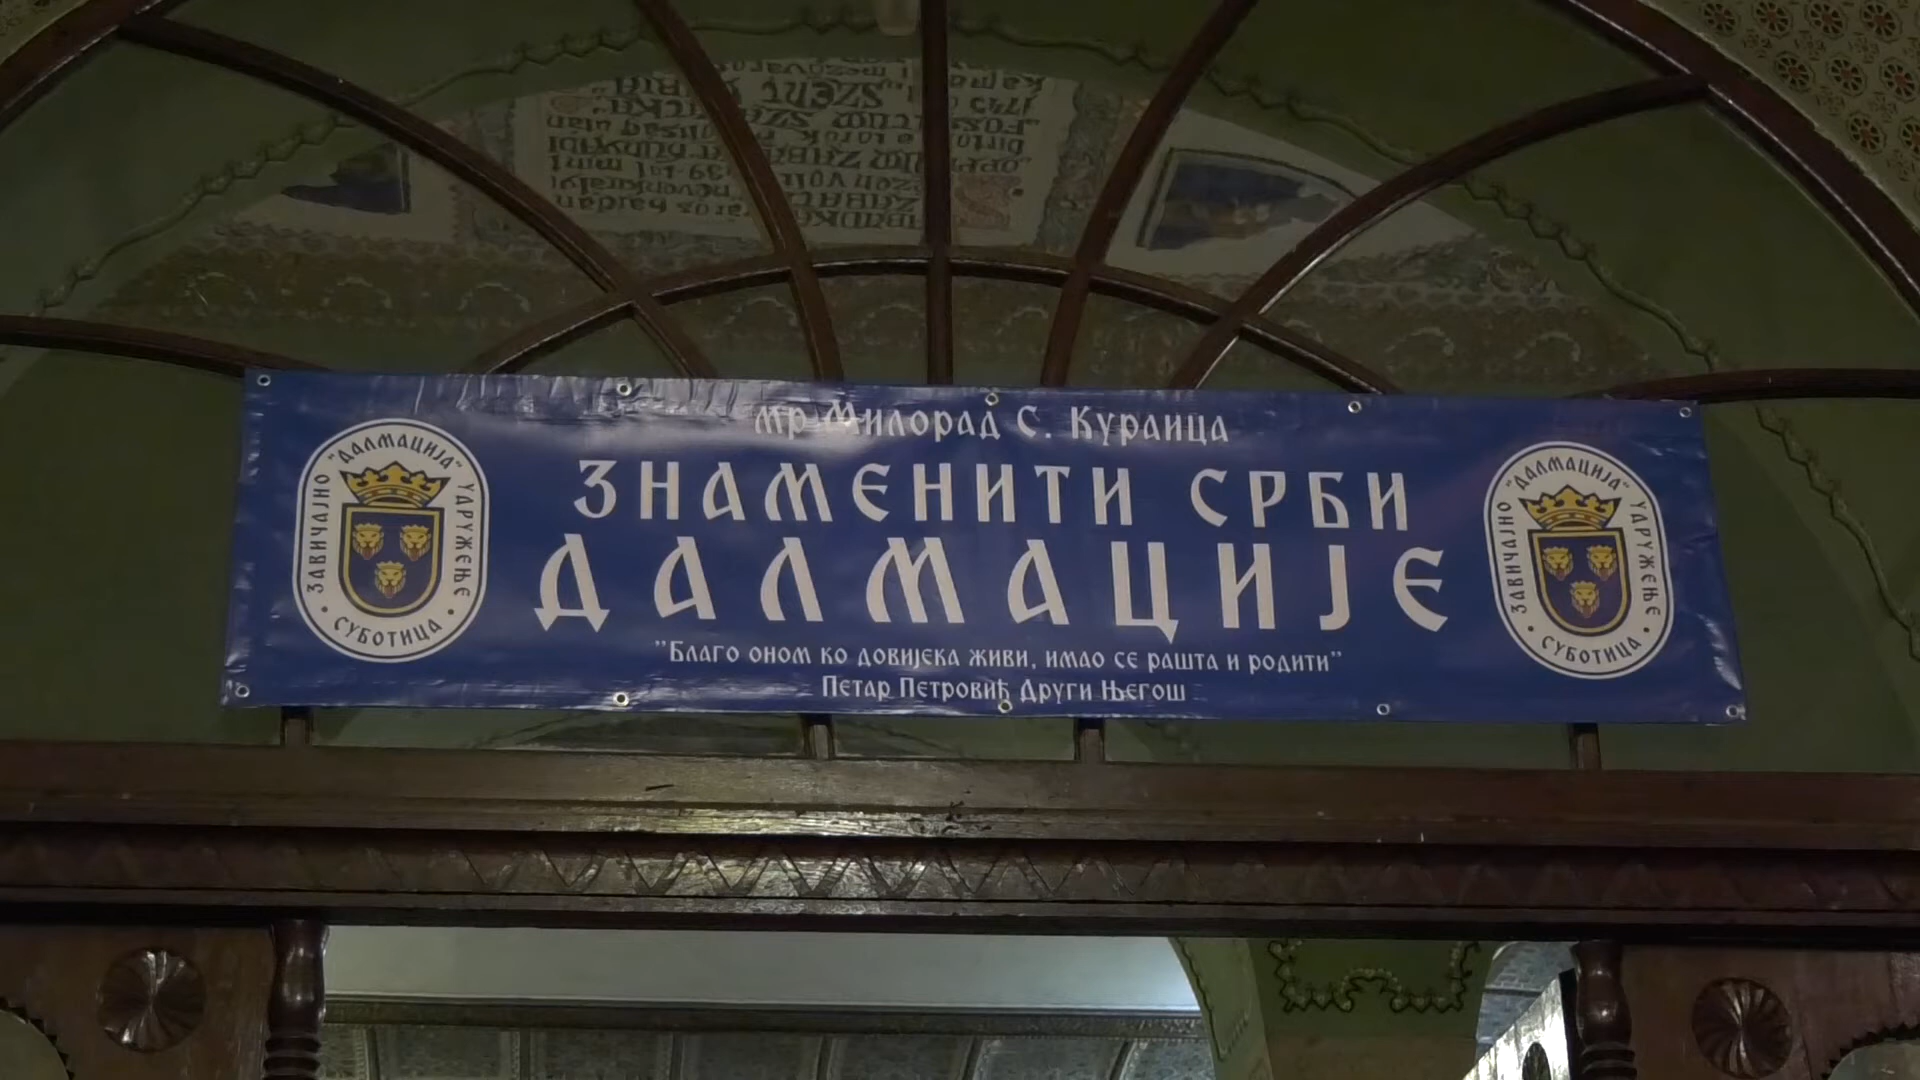 мр Милорад С. Кураица
ЗНАМЕНИТИ СРБИ
ДАЛМАЦИЈЕ
"Благо оном ко довијека живи, имао се рашта и родити"
Петар Петровић Други Његош
ЗАВИЧАЈНО "ДАЛМАЦИЈА" УДРУЖЕЊЕ
• СУБОТИЦА •
ЗАВИЧАЈНО "ДАЛМАЦИЈА" УДРУЖЕЊЕ
• СУБОТИЦА •